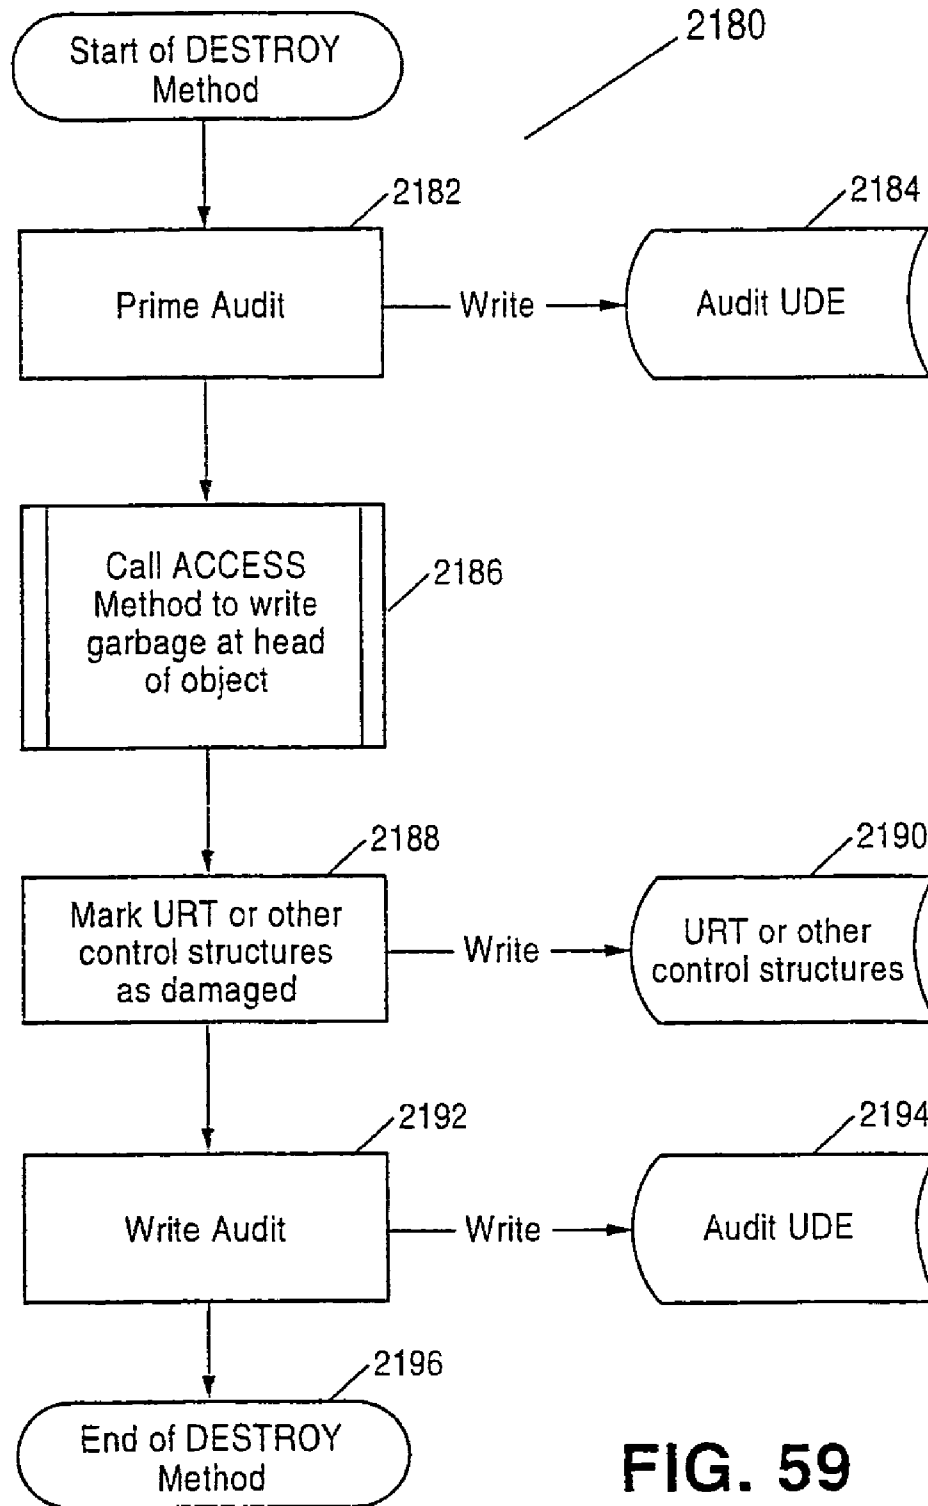 Start of DESTROY
Method
2180
2182
Prime Audit
Write
2184
Audit UDE
Call ACCESS
Method to write
garbage at head
of object
2186
2188
Mark URT or other
control structures
as damaged
Write
2190
URT or other
control structures
2192
Write Audit
Write
2194
Audit UDE
2196
End of DESTROY
Method
FIG. 59